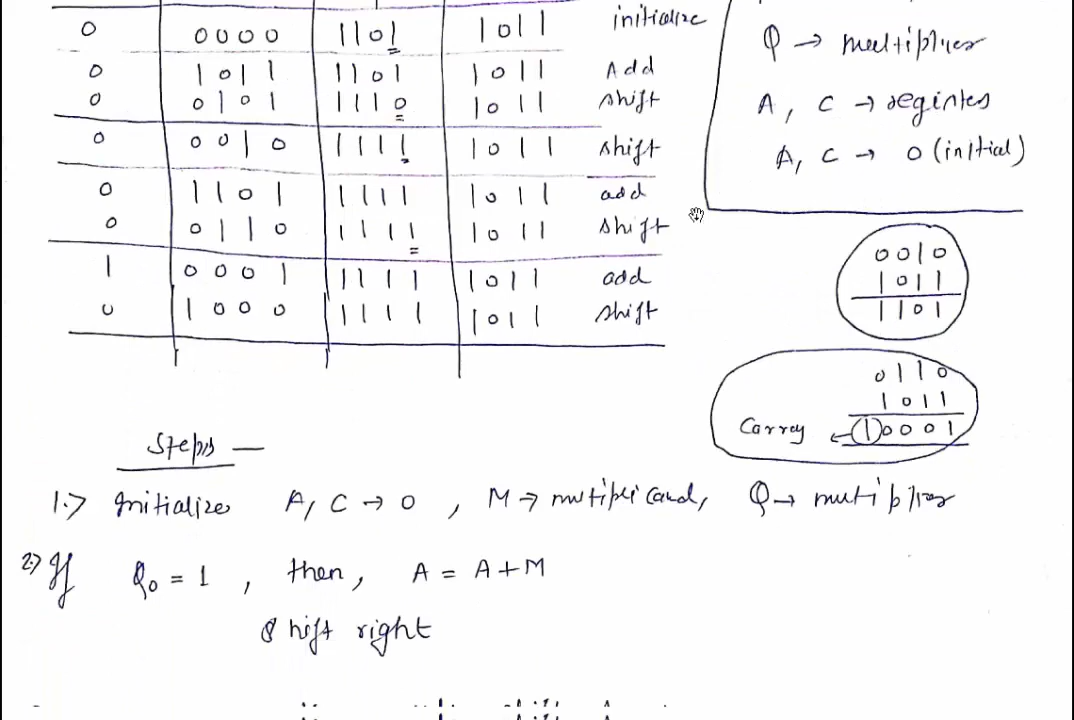 0 0000 1101 1011 initialize
0 1011 1101 1011 Add
0 0101 1110 1011 shift
0 0010 1111 1011 shift
0 1101 1111 1011 add
0 0110 1111 1011 shift
1 0001 1111 1011 add
0 1000 1111 1011 shift
Q → multiplier
A, C → register
A, C → 0 (initial)
0010
1011
1101
0110
1011
Carray ← (1)0001
Steps —
1.> Initialize A, C → 0 , M → multiplicand, Q → multiplier
2.> If Q0 = 1 , then, A = A + M
Shift right